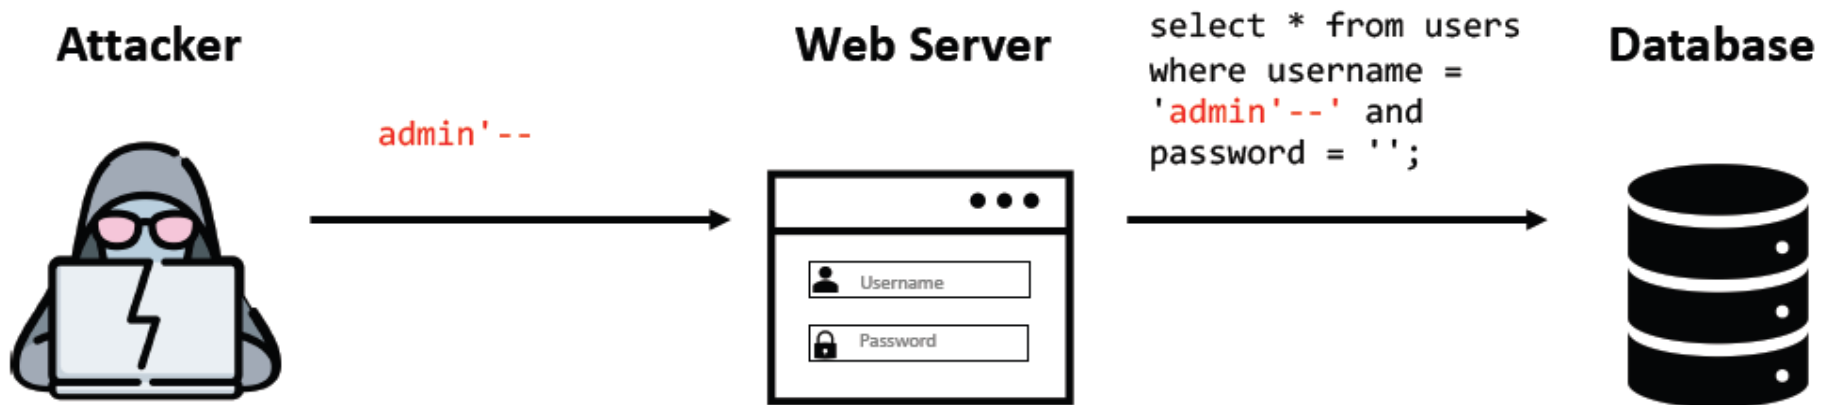 Attacker
admin'--
Web Server
Username
Password
select * from users
where username =
'admin'--' and
password = '';
Database